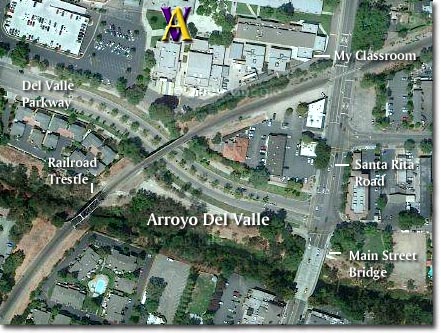 A
My Classroom
Del Valle
Parkway
Railroad
Trestle
Santa Rita
Road
Arroyo Del Valle
Main Street
Bridge